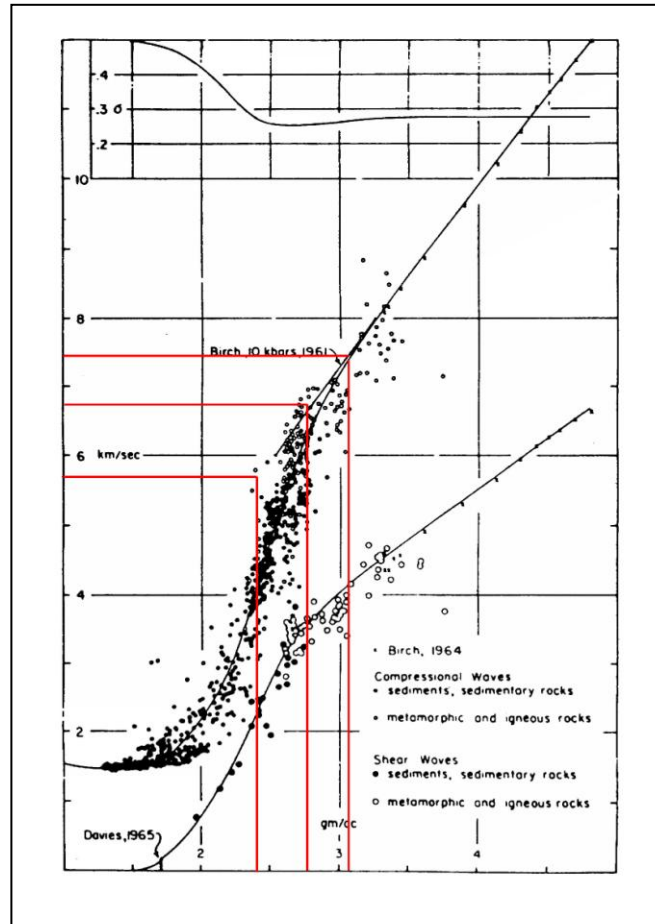 .4
.3 σ
.2
10
8
Birch, 10 kbars, 1961
6
km/sec
4
2
Birch, 1964
Compressional Waves
sediments, sedimentary rocks
metamorphic and igneous rocks
Shear Waves
sediments, sedimentary rocks
metamorphic and igneous rocks
gm/cc
Davies, 1965
2
3
4